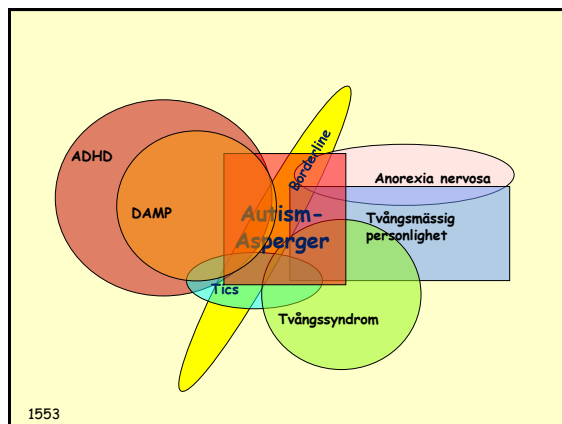 Borderline
ADHD
Anorexia nervosa
DAMP
Autism-
Asperger
Tvångsmässig
personlighet
Tics
Tvångssyndrom
1553